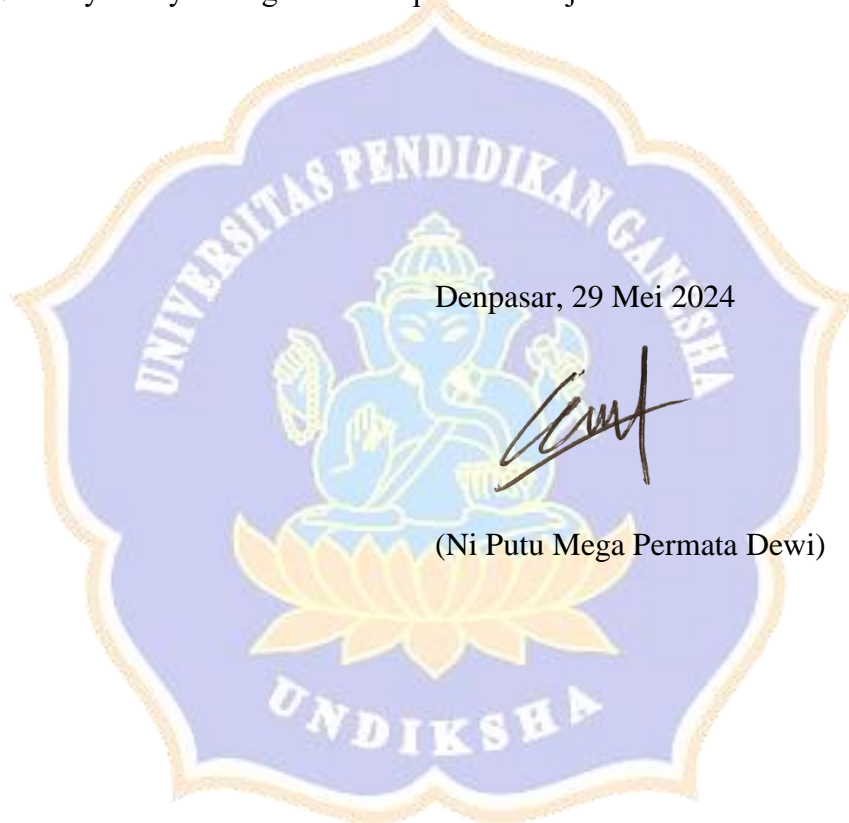 UNIVERSITAS PENDIDIKAN GANESHA
Denpasar, 29 Mei 2024
(Ni Putu Mega Permata Dewi)
UNDIKSHA